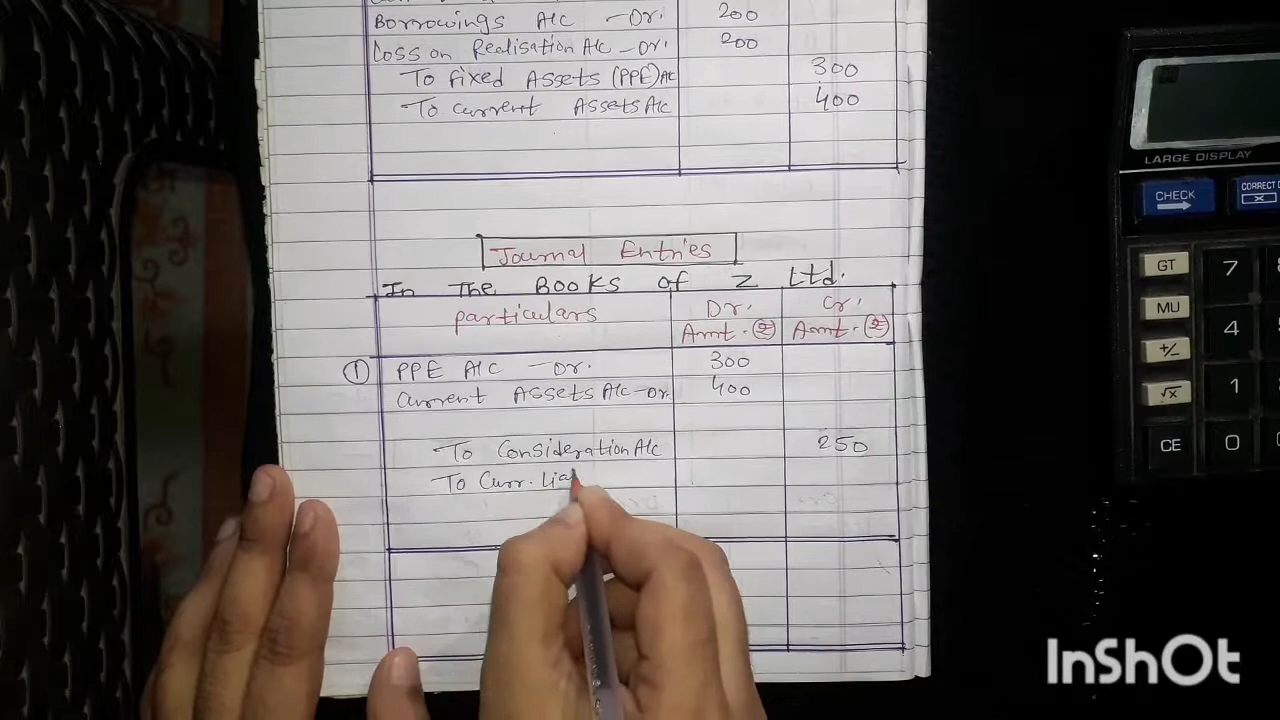 Borrowings A/c -Dr. 200
Loss on Realisation A/c -Dr. 200
To fixed Assets (PPE) A/c 300
To current Assets A/c 400
Journal Entries
In The Books of Z Ltd.
particulars Dr. Amt. (₹) Cr. Amt. (₹)
① PPE A/c -Dr. 300
Current Assets A/c -Dr. 400
To Consideration A/c 250
To Curr. Lia
LARGE DISPLAY
CHECK
CORRECT
GT 7
MU 4
+/-
√x 1
CE 0
InShOt